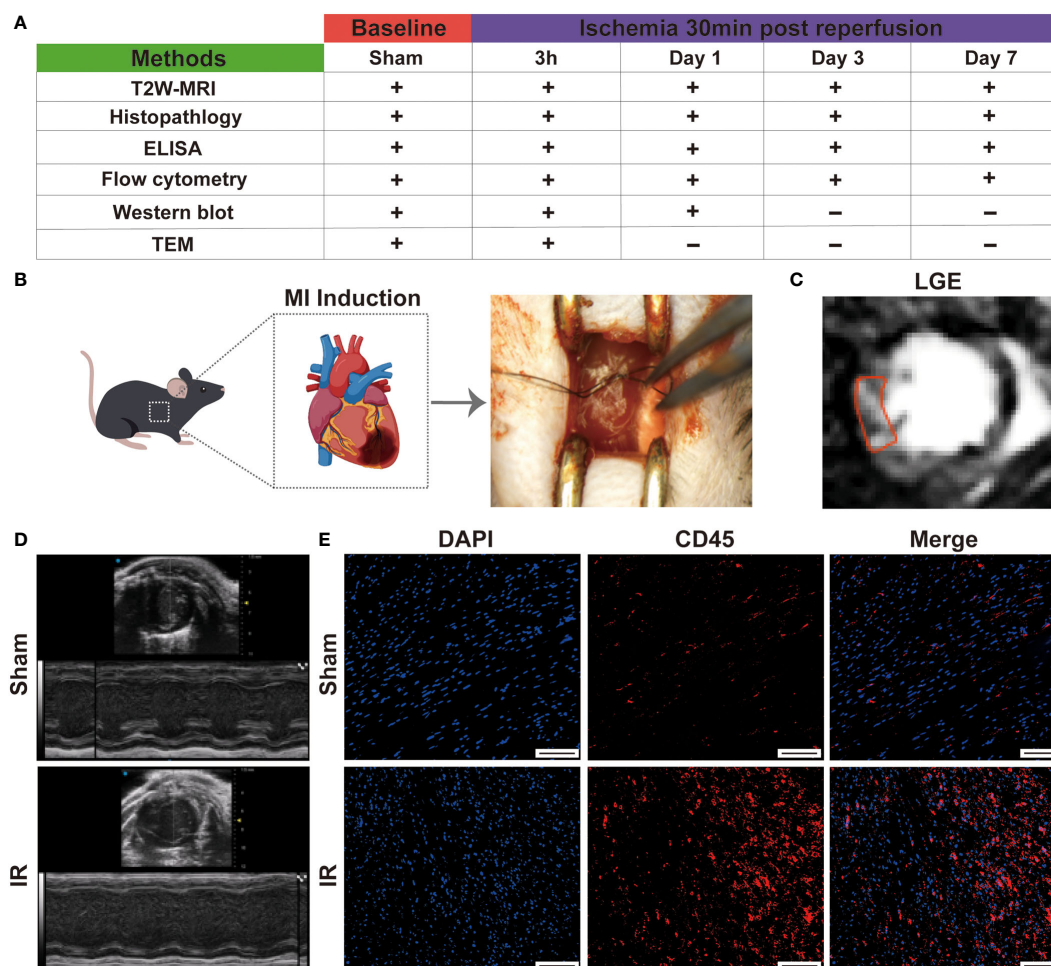 A
Baseline Ischemia 30min post reperfusion
Methods Sham 3h Day 1 Day 3 Day 7
T2W-MRI + + + + +
Histopathlogy + + + + +
ELISA + + + + +
Flow cytometry + + + + +
Western blot + + + − −
TEM + + − − −
B
MI Induction
C
LGE
D
E
DAPI CD45 Merge
Sham
Sham
IR
IR